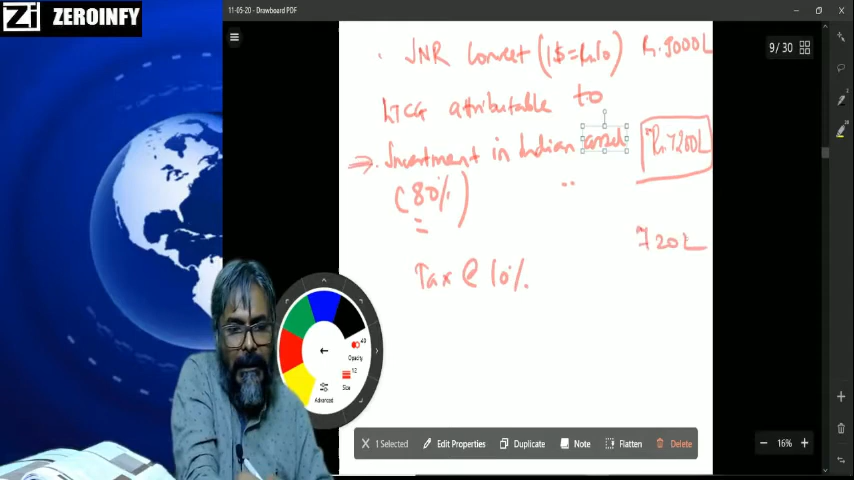 Zi ZEROINFY
11-05-20 - Drawboard PDF
9 / 30
INR Convert (1$ = Rs.10) Rs.9000L
LTCG attributable to
⇒ . Investment in Indian assets Rs.7200L
(80%)
720L
Tax @ 10%.
Opacity
Size
Advanced
1 Selected Edit Properties Duplicate Note Flatten Delete
16%